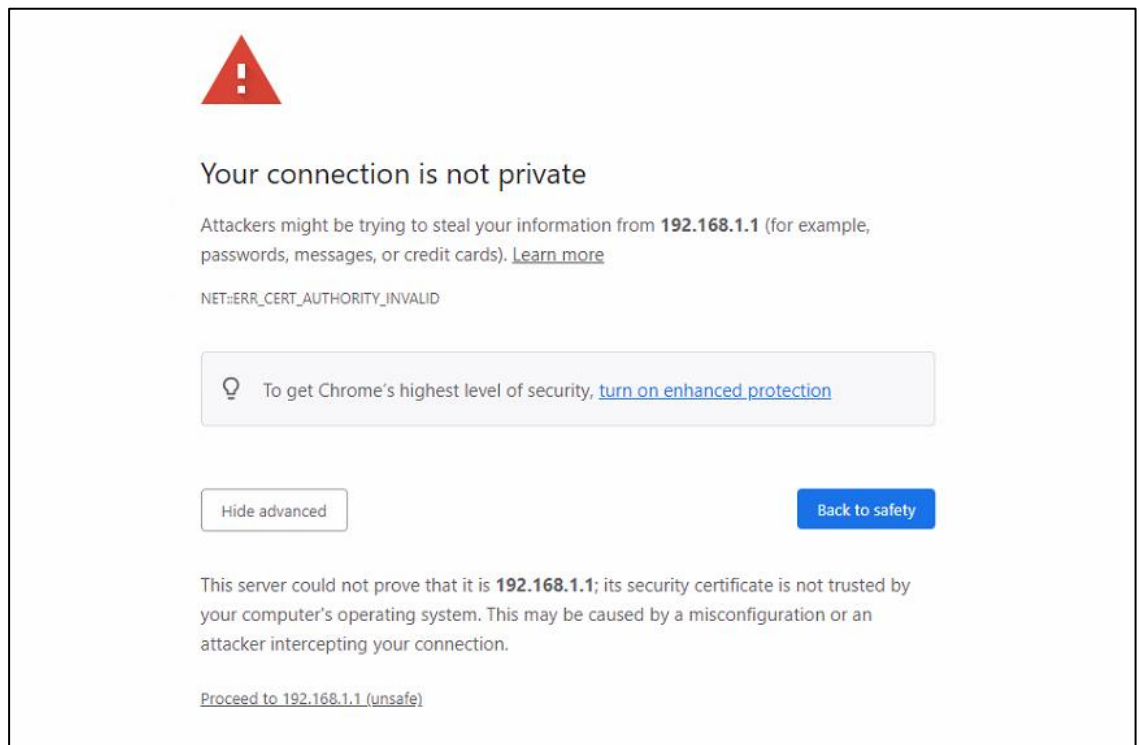 Your connection is not private
Attackers might be trying to steal your information from 192.168.1.1 (for example,
passwords, messages, or credit cards). Learn more
NET::ERR_CERT_AUTHORITY_INVALID
To get Chrome's highest level of security, turn on enhanced protection
Hide advanced
Back to safety
This server could not prove that it is 192.168.1.1; its security certificate is not trusted by
your computer's operating system. This may be caused by a misconfiguration or an
attacker intercepting your connection.
Proceed to 192.168.1.1 (unsafe)